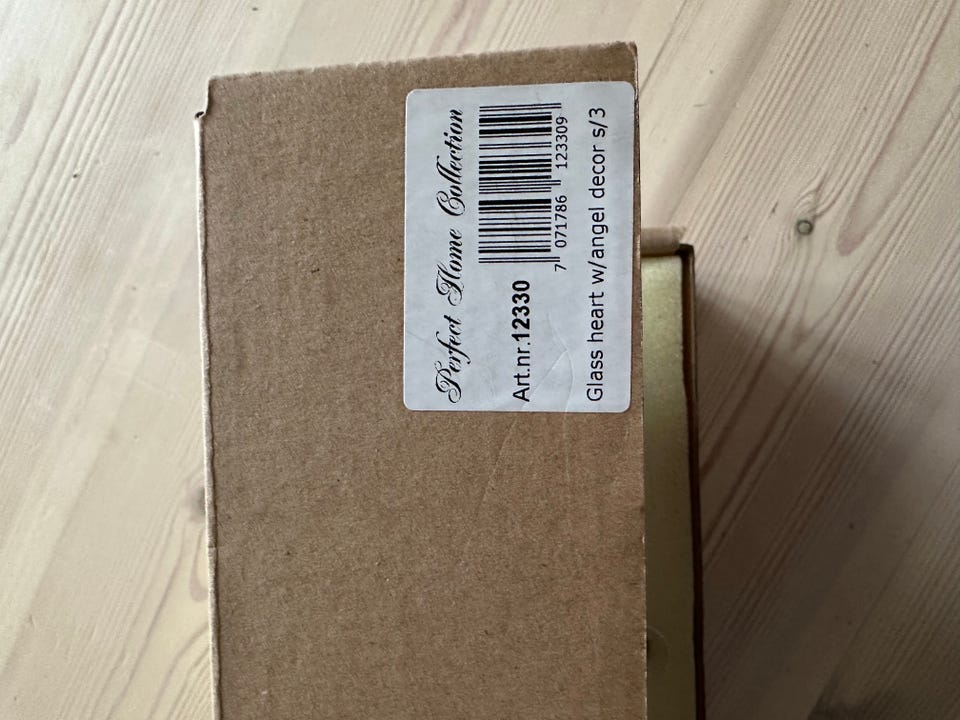 Perfect Home Collection
Art.nr.12330
7 071786 123309
Glass heart w/angel decor s/3